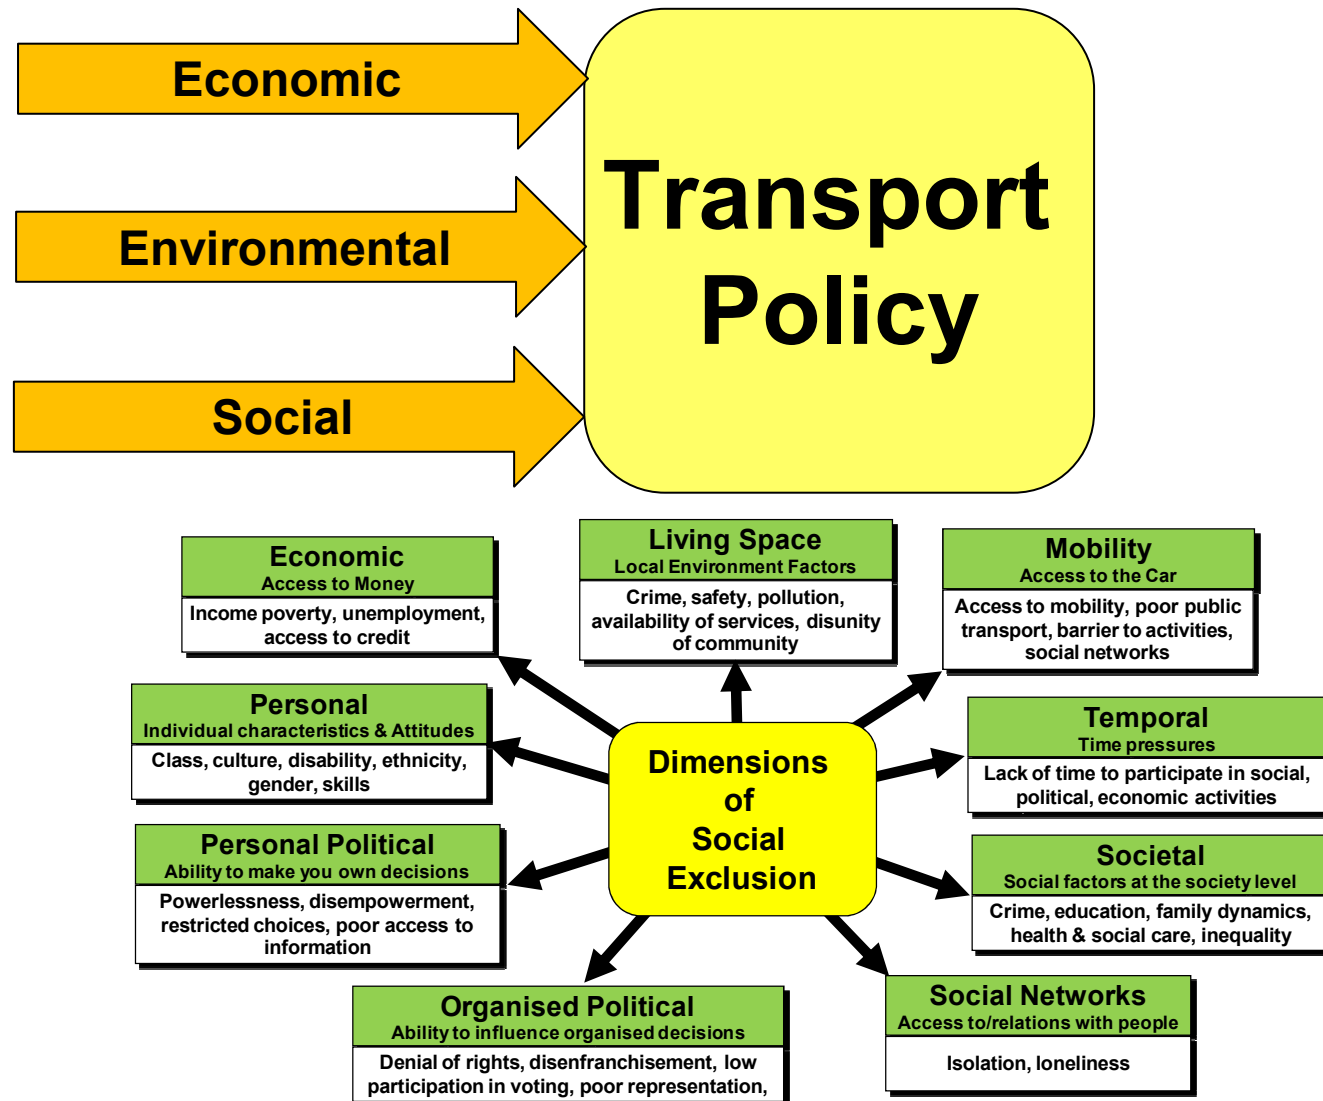 Economic
Environmental
Social
Transport
Policy
Economic
Access to Money
Income poverty, unemployment,
access to credit
Living Space
Local Environment Factors
Crime, safety, pollution,
availability of services, disunity
of community
Mobility
Access to the Car
Access to mobility, poor public
transport, barrier to activities,
social networks
Personal
Individual characteristics & Attitudes
Class, culture, disability, ethnicity,
gender, skills
Dimensions
of
Social
Exclusion
Temporal
Time pressures
Lack of time to participate in social,
political, economic activities
Personal Political
Ability to make you own decisions
Powerlessness, disempowerment,
restricted choices, poor access to
information
Societal
Social factors at the society level
Crime, education, family dynamics,
health & social care, inequality
Organised Political
Ability to influence organised decisions
Denial of rights, disenfranchisement, low
participation in voting, poor representation,
Social Networks
Access to/relations with people
Isolation, loneliness